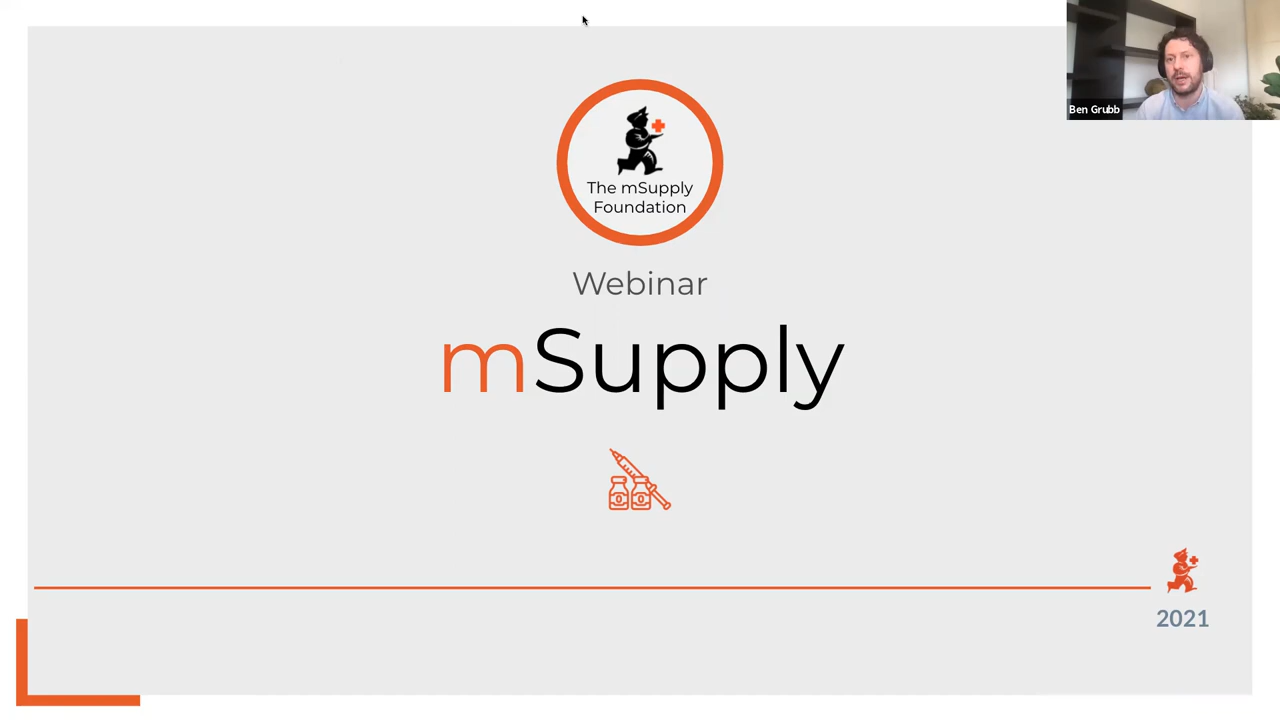 Ben Grubb
The mSupply
Foundation
Webinar
mSupply
2021